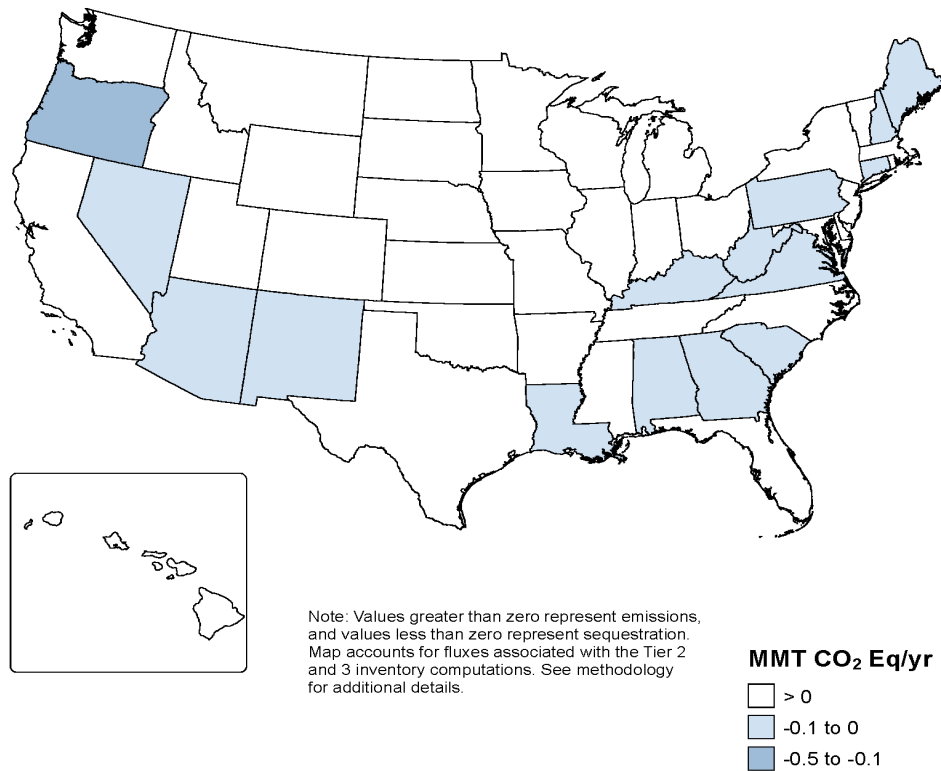 Note: Values greater than zero represent emissions,
and values less than zero represent sequestration.
Map accounts for fluxes associated with the Tier 2
and 3 inventory computations. See methodology
for additional details.
MMT CO₂ Eq/yr
> 0
-0.1 to 0
-0.5 to -0.1